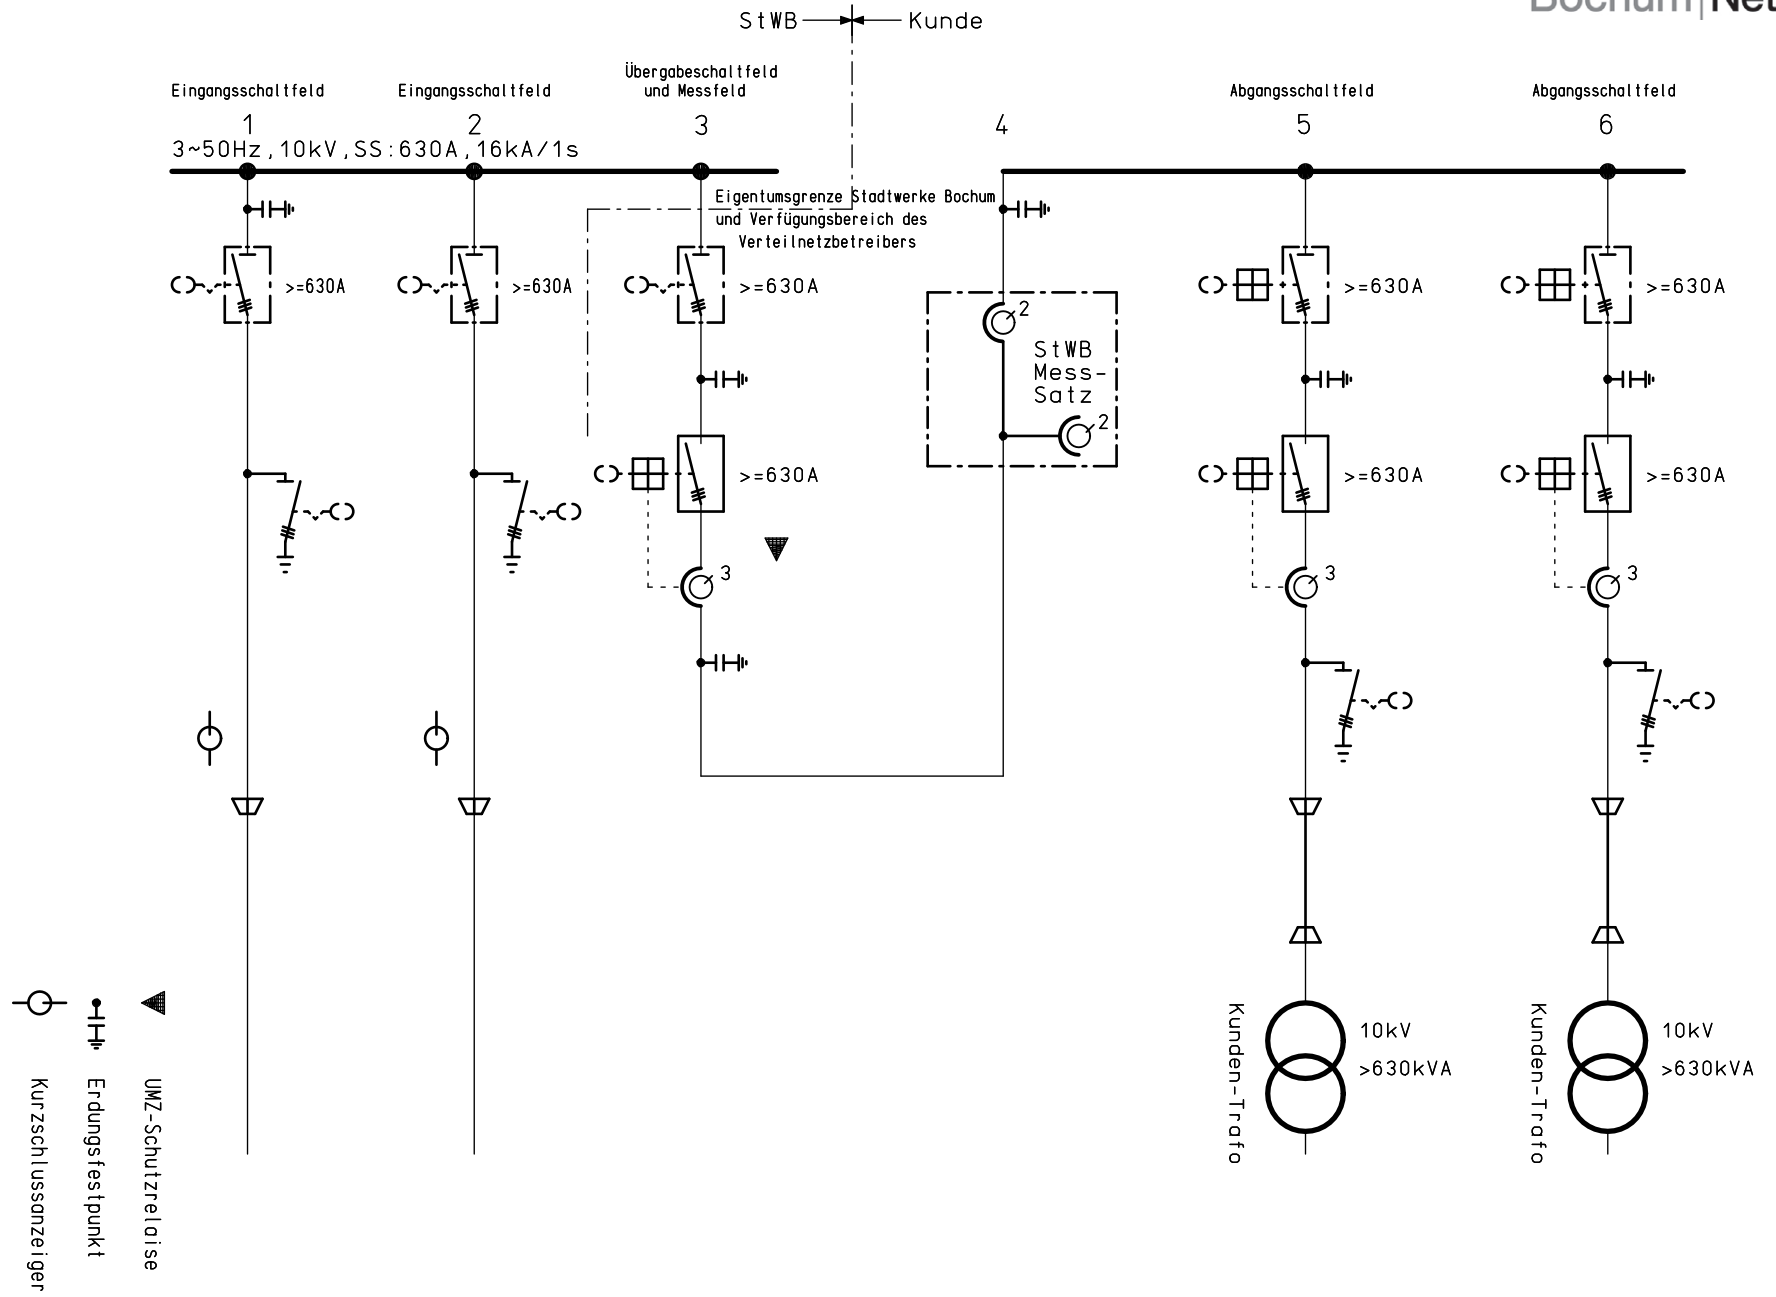 Bochum|Net
StWB
Kunde
Eingangsschaltfeld
1
Eingangsschaltfeld
2
Übergabeschaltfeld
und Messfeld
3
4
Abgangsschaltfeld
5
Abgangsschaltfeld
6
3~50Hz,10kV,SS:630A,16kA/1s
Eigentumsgrenze Stadtwerke Bochum
und Verfügungsbereich des
Verteilnetzbetreibers
>=630A
>=630A
>=630A
>=630A
>=630A
2
StWB
Mess-
Satz
2
>=630A
>=630A
>=630A
3
3
3
Kunden-Trafo
10kV
>630kVA
Kunden-Trafo
10kV
>630kVA
UMZ-Schutzrelaise
Erdungsfestpunkt
Kurzschlussanzeiger